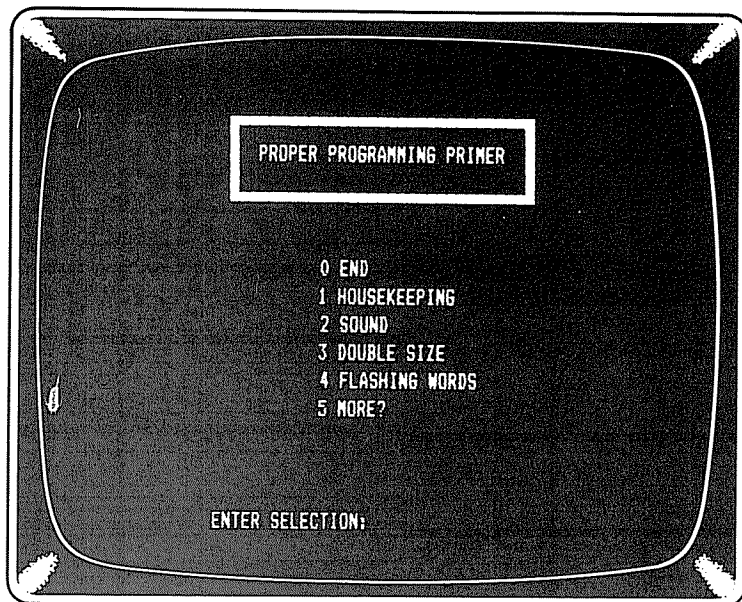 PROPER PROGRAMMING PRIMER
0 END
1 HOUSEKEEPING
2 SOUND
3 DOUBLE SIZE
4 FLASHING WORDS
5 MORE?
ENTER SELECTION: